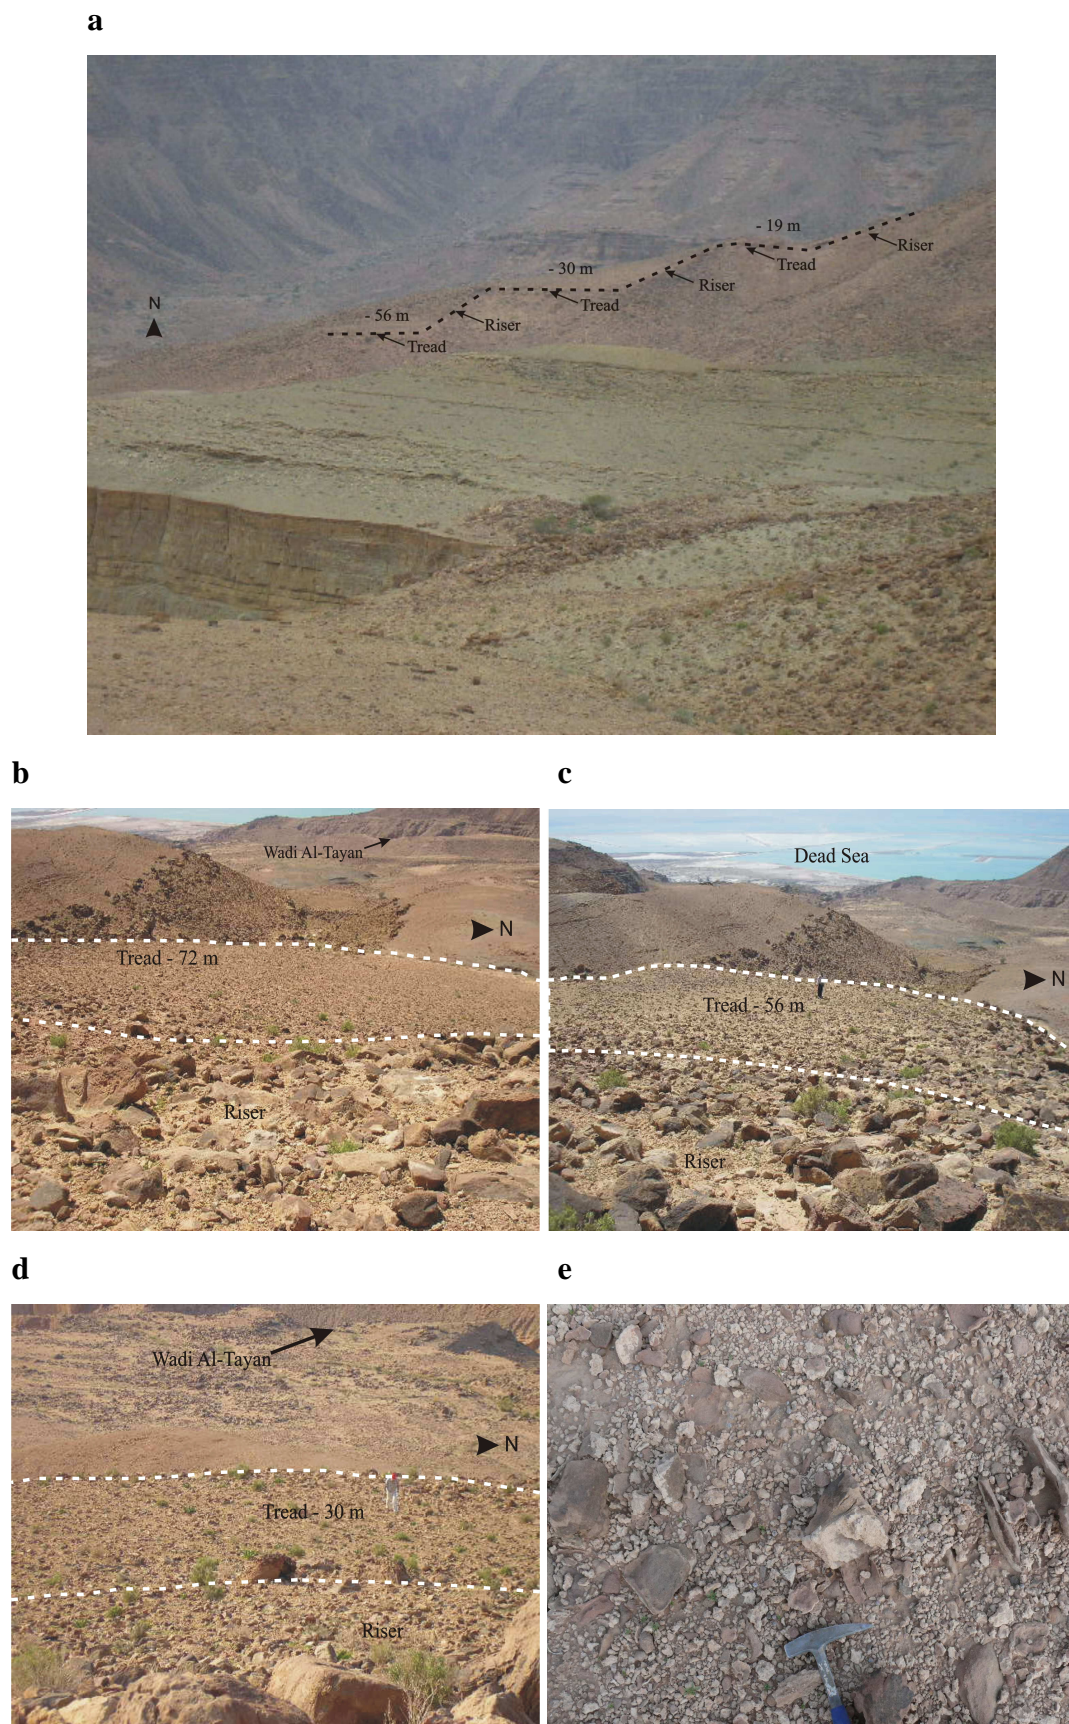 a
- 19 m
Riser
Tread
- 30 m
Riser
Tread
N
- 56 m
Riser
Tread
b
c
Wadi Al-Tayan
N
Tread - 72 m
Riser
Dead Sea
N
Tread - 56 m
Riser
d
e
Wadi Al-Tayan
N
Tread - 30 m
Riser